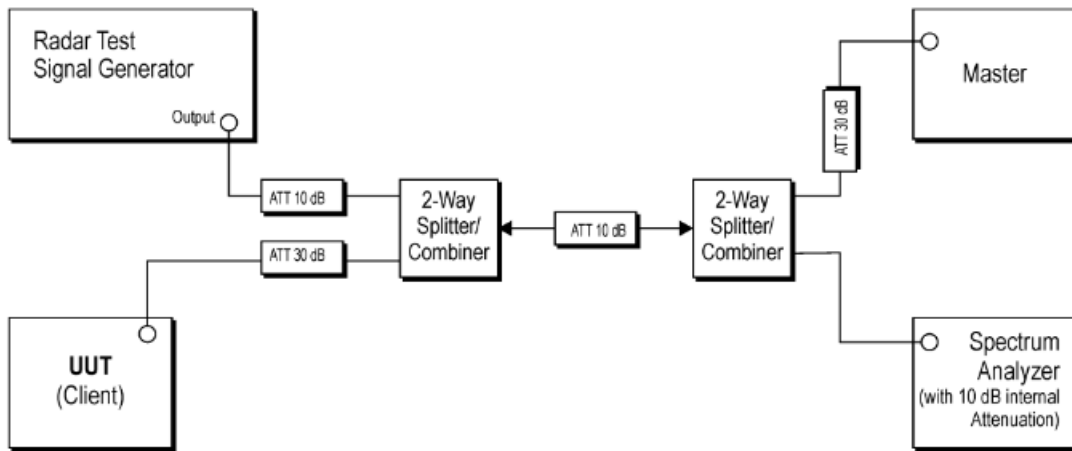 Radar Test
Signal Generator
Output
ATT 10 dB
ATT 30 dB
2-Way
Splitter/
Combiner
ATT 10 dB
2-Way
Splitter/
Combiner
ATT 30 dB
Master
UUT
(Client)
Spectrum
Analyzer
(with 10 dB internal
Attenuation)